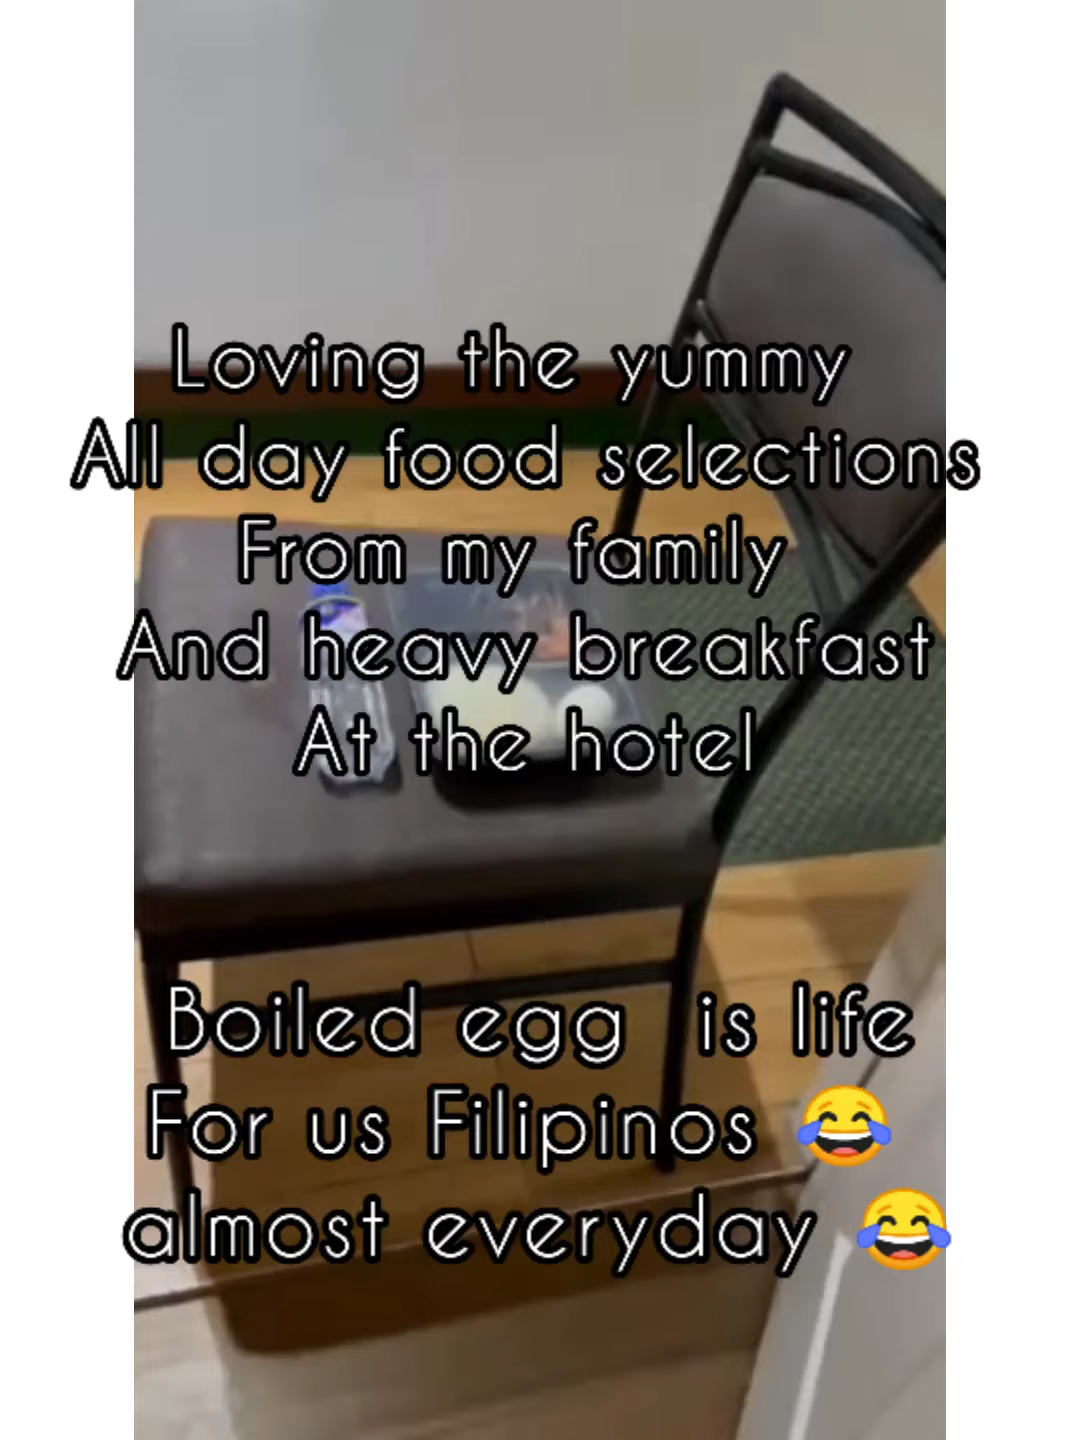 Loving the yummy
All day food selections
From my family
And heavy breakfast
At the hotel
Boiled egg is life
For us Filipinos 😂
almost everyday 😂